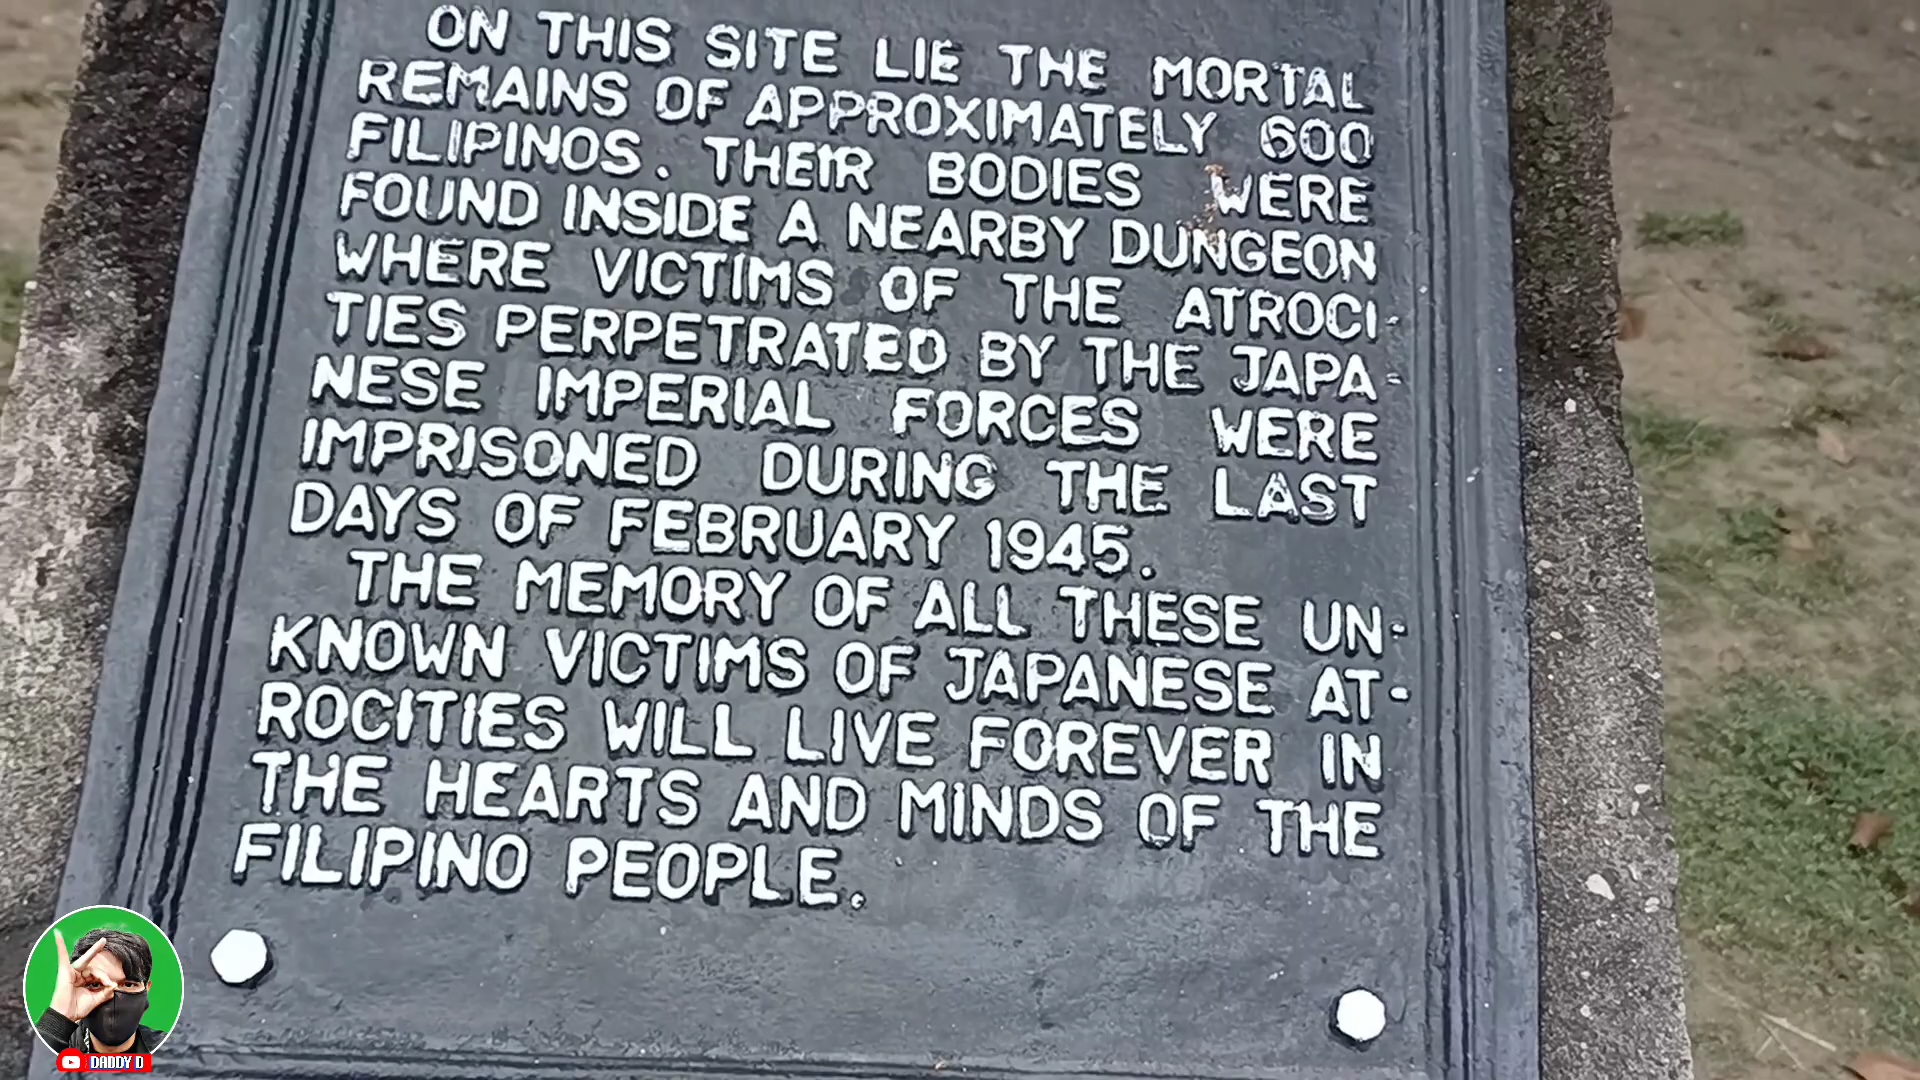 ON THIS SITE LIE THE MORTAL
REMAINS OF APPROXIMATELY 600
FILIPINOS. THEIR BODIES WERE
FOUND INSIDE A NEARBY DUNGEON
WHERE VICTIMS OF THE ATROCI-
TIES PERPETRATED BY THE JAPA-
NESE IMPERIAL FORCES WERE
IMPRISONED DURING THE LAST
DAYS OF FEBRUARY 1945.
THE MEMORY OF ALL THESE UN-
KNOWN VICTIMS OF JAPANESE AT-
ROCITIES WILL LIVE FOREVER IN
THE HEARTS AND MINDS OF THE
FILIPINO PEOPLE.
DADDY D